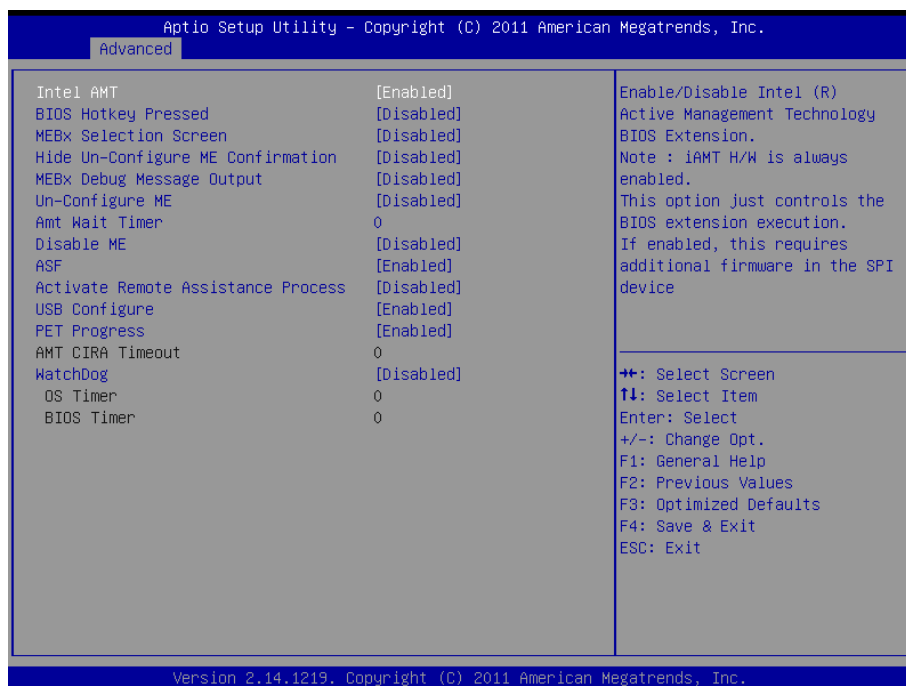 Aptio Setup Utility – Copyright (C) 2011 American Megatrends, Inc.
Advanced
Intel AMT [Enabled]
BIOS Hotkey Pressed [Disabled]
MEBx Selection Screen [Disabled]
Hide Un-Configure ME Confirmation [Disabled]
MEBx Debug Message Output [Disabled]
Un-Configure ME [Disabled]
Amt Wait Timer 0
Disable ME [Disabled]
ASF [Enabled]
Activate Remote Assistance Process [Disabled]
USB Configure [Enabled]
PET Progress [Enabled]
AMT CIRA Timeout 0
WatchDog [Disabled]
OS Timer 0
BIOS Timer 0
Enable/Disable Intel (R)
Active Management Technology
BIOS Extension.
Note : iAMT H/W is always
enabled.
This option just controls the
BIOS extension execution.
If enabled, this requires
additional firmware in the SPI
device
→←: Select Screen
↑↓: Select Item
Enter: Select
+/-: Change Opt.
F1: General Help
F2: Previous Values
F3: Optimized Defaults
F4: Save & Exit
ESC: Exit
Version 2.14.1219. Copyright (C) 2011 American Megatrends, Inc.